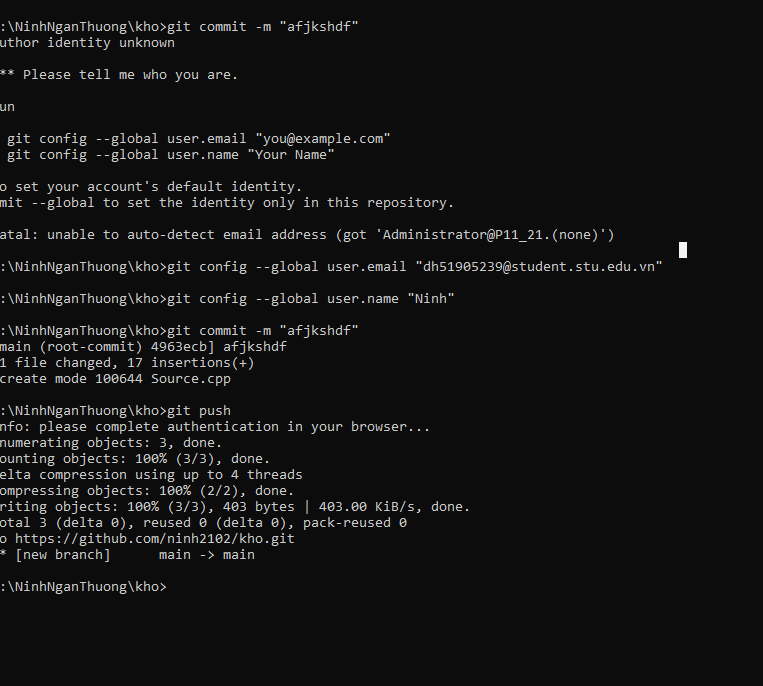 :\NinhNganThuong\kho>git commit -m "afjkshdf"
uthor identity unknown
** Please tell me who you are.
un
git config --global user.email "you@example.com"
git config --global user.name "Your Name"
o set your account's default identity.
mit --global to set the identity only in this repository.
atal: unable to auto-detect email address (got 'Administrator@P11_21.(none)')
:\NinhNganThuong\kho>git config --global user.email "dh51905239@student.stu.edu.vn"
:\NinhNganThuong\kho>git config --global user.name "Ninh"
:\NinhNganThuong\kho>git commit -m "afjkshdf"
main (root-commit) 4963ecb] afjkshdf
1 file changed, 17 insertions(+)
create mode 100644 Source.cpp
:\NinhNganThuong\kho>git push
nfo: please complete authentication in your browser...
numerating objects: 3, done.
ounting objects: 100% (3/3), done.
elta compression using up to 4 threads
ompressing objects: 100% (2/2), done.
riting objects: 100% (3/3), 403 bytes | 403.00 KiB/s, done.
otal 3 (delta 0), reused 0 (delta 0), pack-reused 0
o https://github.com/ninh2102/kho.git
* [new branch]      main -> main
:\NinhNganThuong\kho>